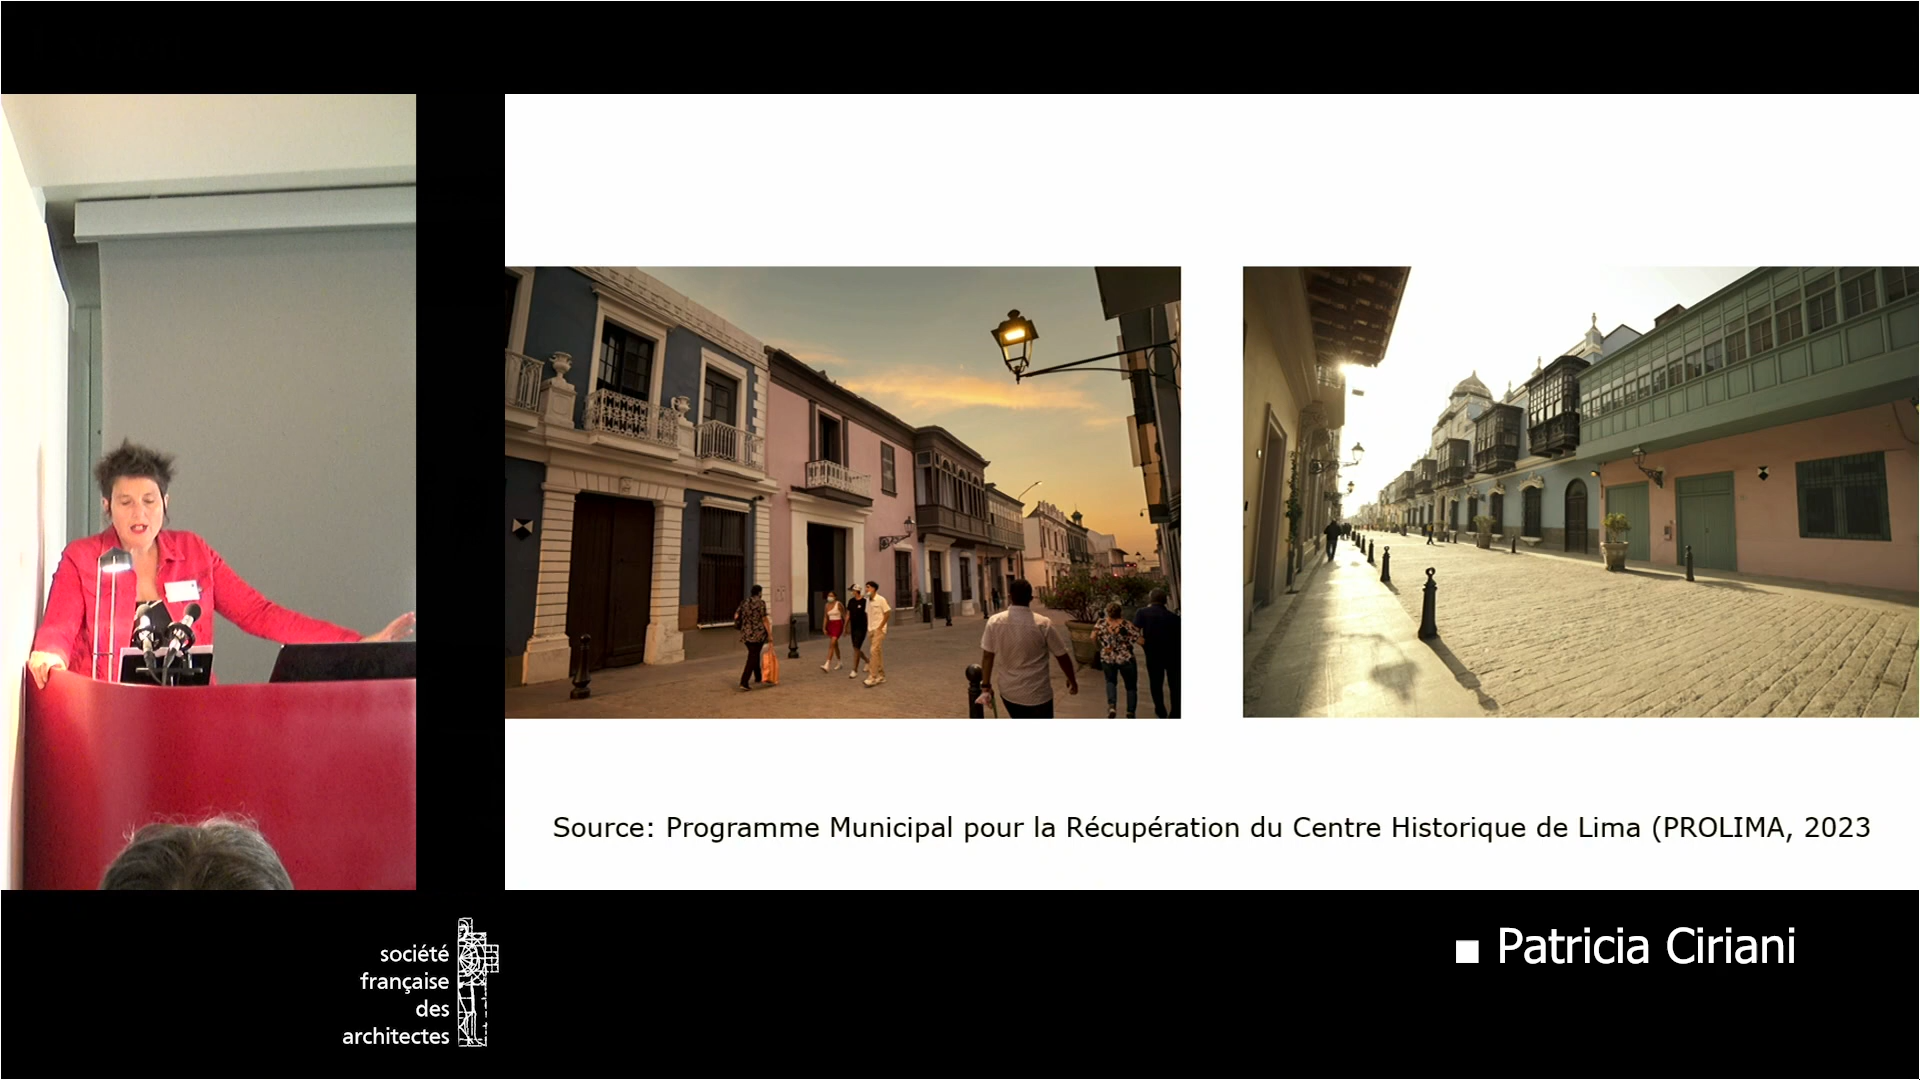 Source: Programme Municipal pour la Récupération du Centre Historique de Lima (PROLIMA, 2023
société
française
des
architectes
■ Patricia Ciriani